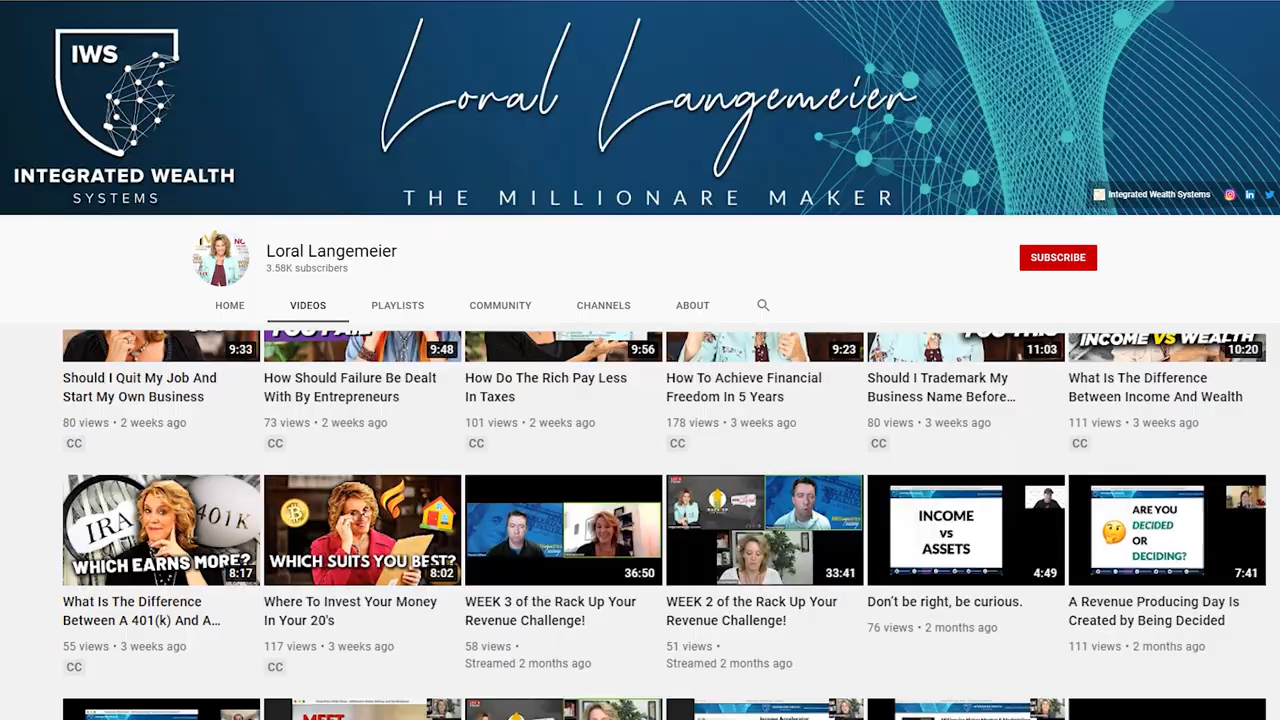 IWS
INTEGRATED WEALTH
SYSTEMS
Loral Langemeier
THE MILLIONARE MAKER
Integrated Wealth Systems
Loral Langemeier
3.58K subscribers
SUBSCRIBE
HOME VIDEOS PLAYLISTS COMMUNITY CHANNELS ABOUT
9:33 9:48 9:56 9:23 11:03 10:20
INCOME VS WEALTH
Should I Quit My Job And
Start My Own Business
80 views • 2 weeks ago
CC
How Should Failure Be Dealt
With By Entrepreneurs
73 views • 2 weeks ago
CC
How Do The Rich Pay Less
In Taxes
101 views • 2 weeks ago
CC
How To Achieve Financial
Freedom In 5 Years
178 views • 3 weeks ago
CC
Should I Trademark My
Business Name Before...
80 views • 3 weeks ago
CC
What Is The Difference
Between Income And Wealth
111 views • 3 weeks ago
CC
IRA
401K
WHICH EARNS MORE?
8:17
What Is The Difference
Between A 401(k) And A...
55 views • 3 weeks ago
CC
WHICH SUITS YOU BEST?
8:02
Where To Invest Your Money
In Your 20's
117 views • 3 weeks ago
CC
36:50
WEEK 3 of the Rack Up Your
Revenue Challenge!
58 views •
Streamed 2 months ago
33:41
WEEK 2 of the Rack Up Your
Revenue Challenge!
51 views •
Streamed 2 months ago
INCOME
VS
ASSETS
4:49
Don't be right, be curious.
76 views • 2 months ago
ARE YOU
DECIDED
OR
DECIDING?
7:41
A Revenue Producing Day Is
Created by Being Decided
111 views • 2 months ago
MEET